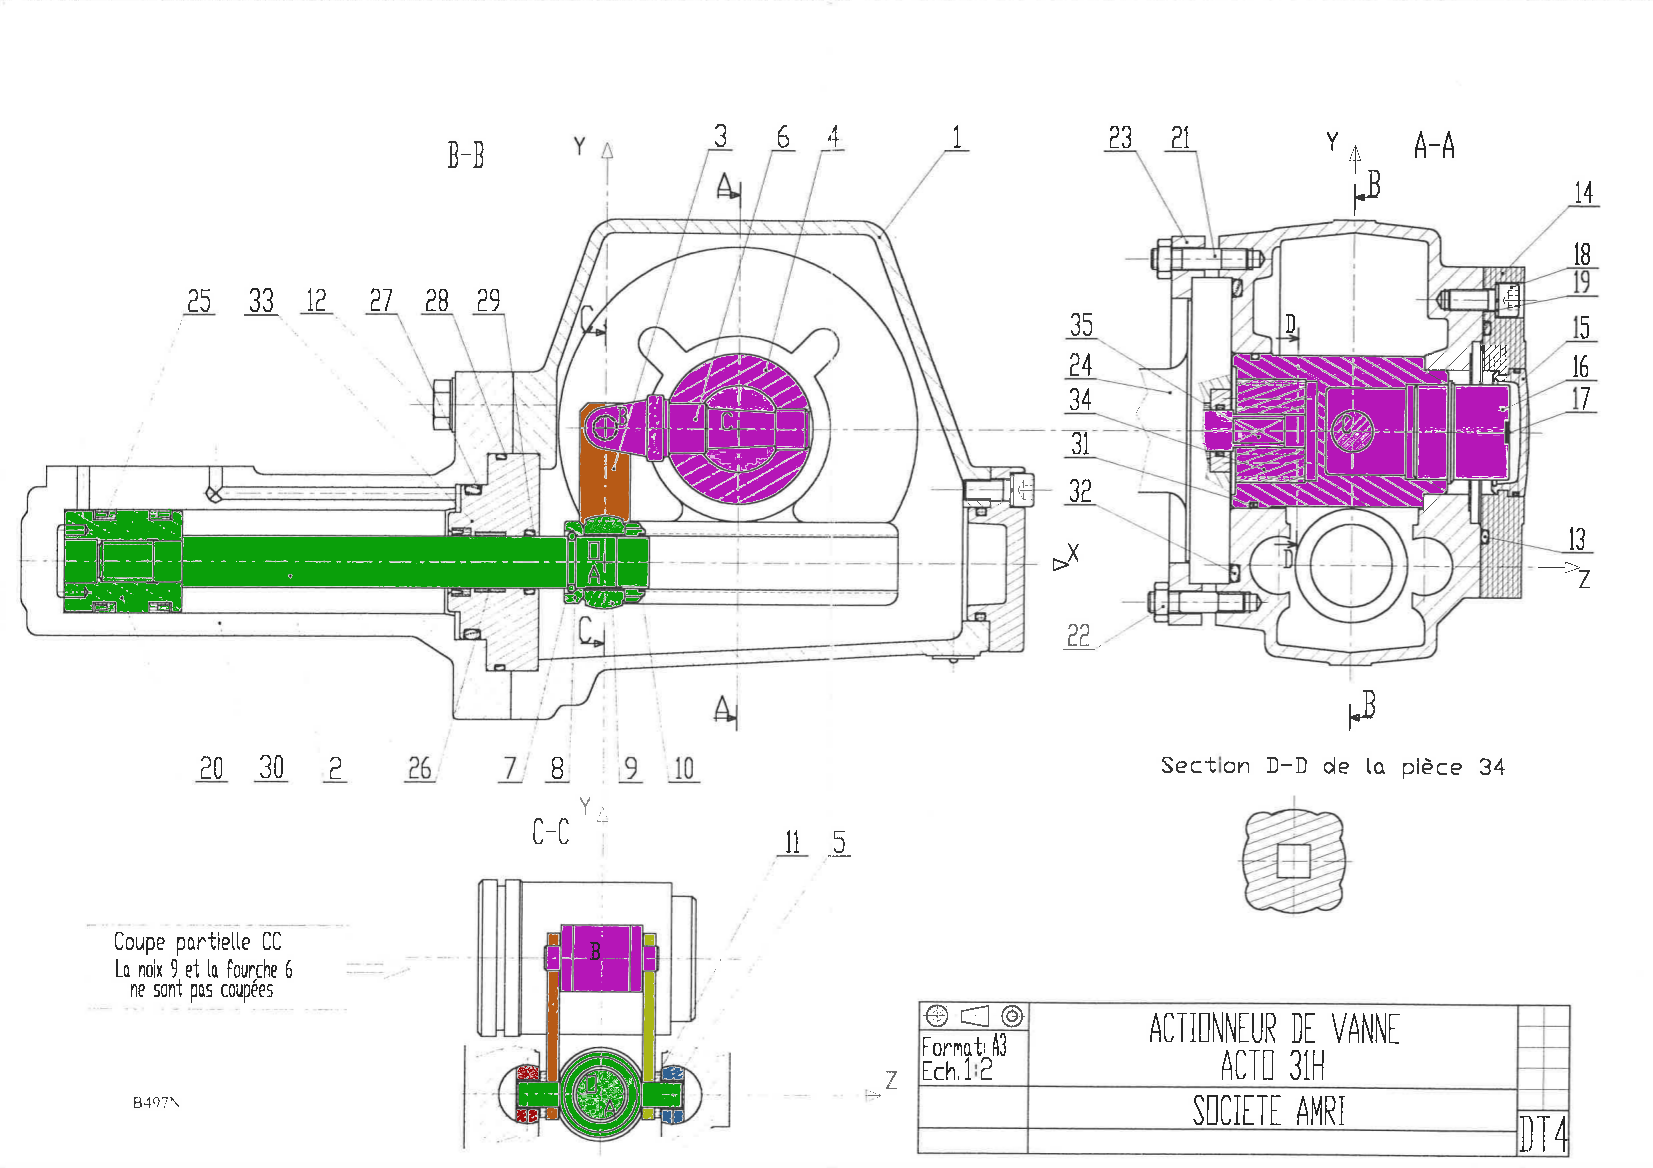 B-B
Y
3
6
4
1
A
25
33
12
27
28
29
C
B
C
X
A
C
A
20
30
2
26
7
8
9
10
23
21
Y
A-A
B
14
18
19
15
16
17
35
24
34
31
32
22
D
C
D
13
Z
B
Section D-D de la pièce 34
Y
C-C
11
5
B
A
Z
Coupe partielle CC
La noix 9 et la fourche 6
ne sont pas coupées
B497N
Format: A3
Ech.1:2
ACTIONNEUR DE VANNE
ACTO 31H
SOCIETE AMRI
DT4